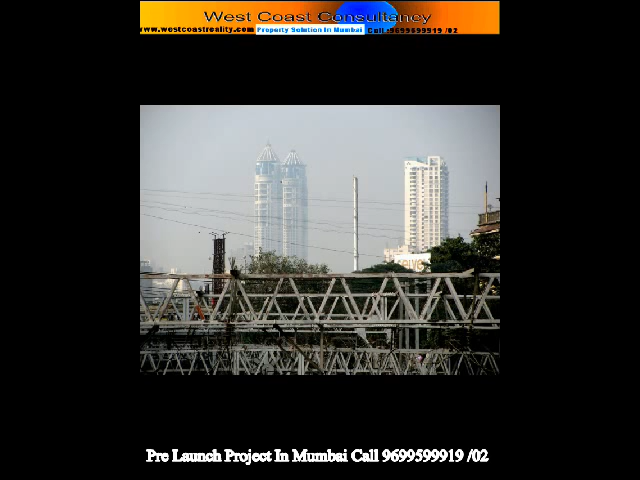 West Coast Consultancy
www.westcoastreality.com Property Solution In Mumbai Call.:9699599919 /02
Pre Launch Project In Mumbai Call 9699599919 /02